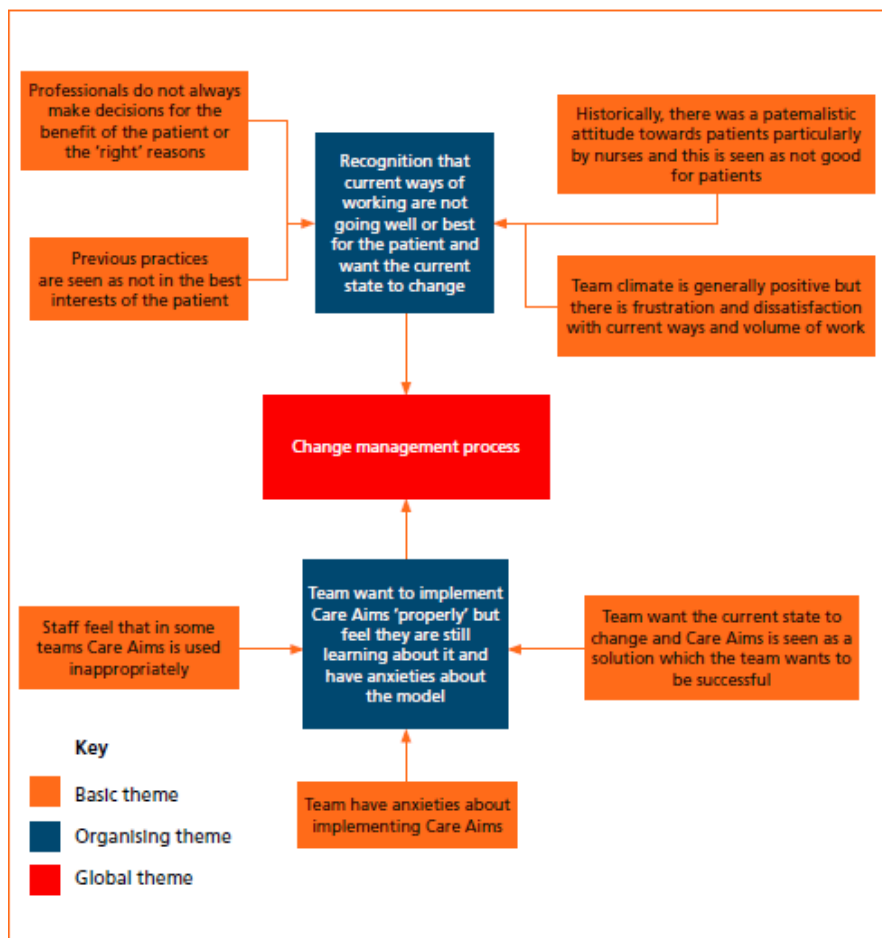 Professionals do not always
make decisions for the
benefit of the patient or
the ‘right’ reasons
Previous practices
are seen as not in the best
interests of the patient
Recognition that
current ways of
working are not
going well or best
for the patient and
want the current
state to change
Historically, there was a paternalistic
attitude towards patients particularly
by nurses and this is seen as not good
for patients
Team climate is generally positive but
there is frustration and dissatisfaction
with current ways and volume of work
Change management process
Staff feel that in some
teams Care Aims is used
inappropriately
Team want to implement
Care Aims ‘properly’ but
feel they are still
learning about it and
have anxieties about
the model
Team want the current state to
change and Care Aims is seen as a
solution which the team wants to
be successful
Team have anxieties about
implementing Care Aims
Key
Basic theme
Organising theme
Global theme